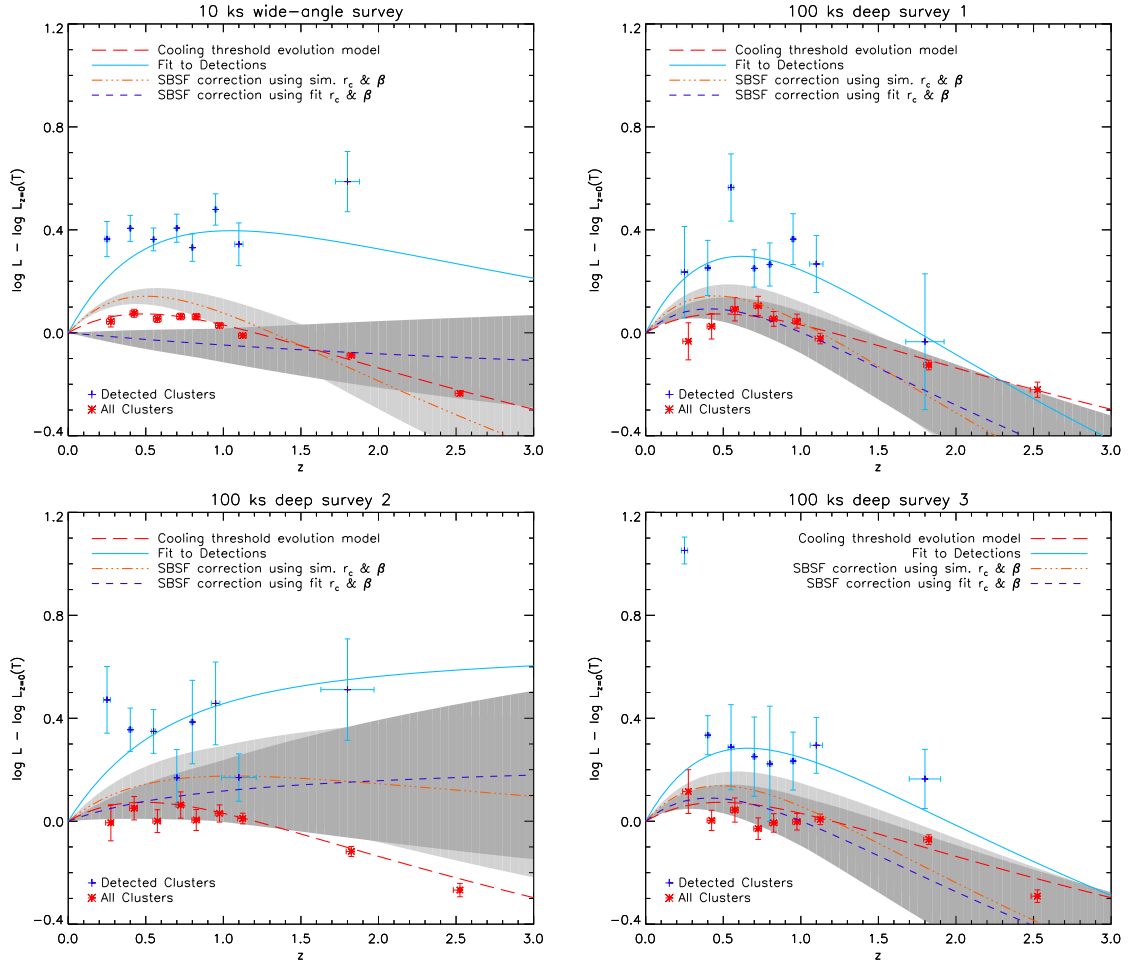 10 ks wide-angle survey
1.2
0.8
0.4
0.0
−0.4
log L − log L_{z=0}(T)
Cooling threshold evolution model
Fit to Detections
SBSF correction using sim. r_c & β
SBSF correction using fit r_c & β
Detected Clusters
All Clusters
0.0 0.5 1.0 1.5 2.0 2.5 3.0
z
100 ks deep survey 1
1.2
0.8
0.4
0.0
−0.4
log L − log L_{z=0}(T)
Cooling threshold evolution model
Fit to Detections
SBSF correction using sim. r_c & β
SBSF correction using fit r_c & β
Detected Clusters
All Clusters
0.0 0.5 1.0 1.5 2.0 2.5 3.0
z
100 ks deep survey 2
1.2
0.8
0.4
0.0
−0.4
log L − log L_{z=0}(T)
Cooling threshold evolution model
Fit to Detections
SBSF correction using sim. r_c & β
SBSF correction using fit r_c & β
Detected Clusters
All Clusters
0.0 0.5 1.0 1.5 2.0 2.5 3.0
z
100 ks deep survey 3
1.2
0.8
0.4
0.0
−0.4
log L − log L_{z=0}(T)
Cooling threshold evolution model
Fit to Detections
SBSF correction using sim. r_c & β
SBSF correction using fit r_c & β
Detected Clusters
All Clusters
0.0 0.5 1.0 1.5 2.0 2.5 3.0
z